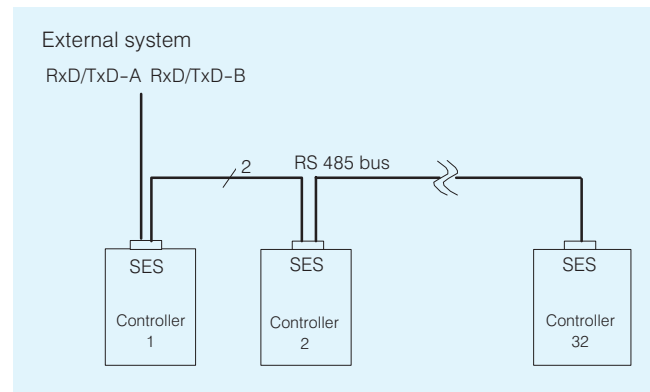 External system
RxD/TxD-A RxD/TxD-B
2
RS 485 bus
SES
SES
SES
Controller
1
Controller
2
Controller
32